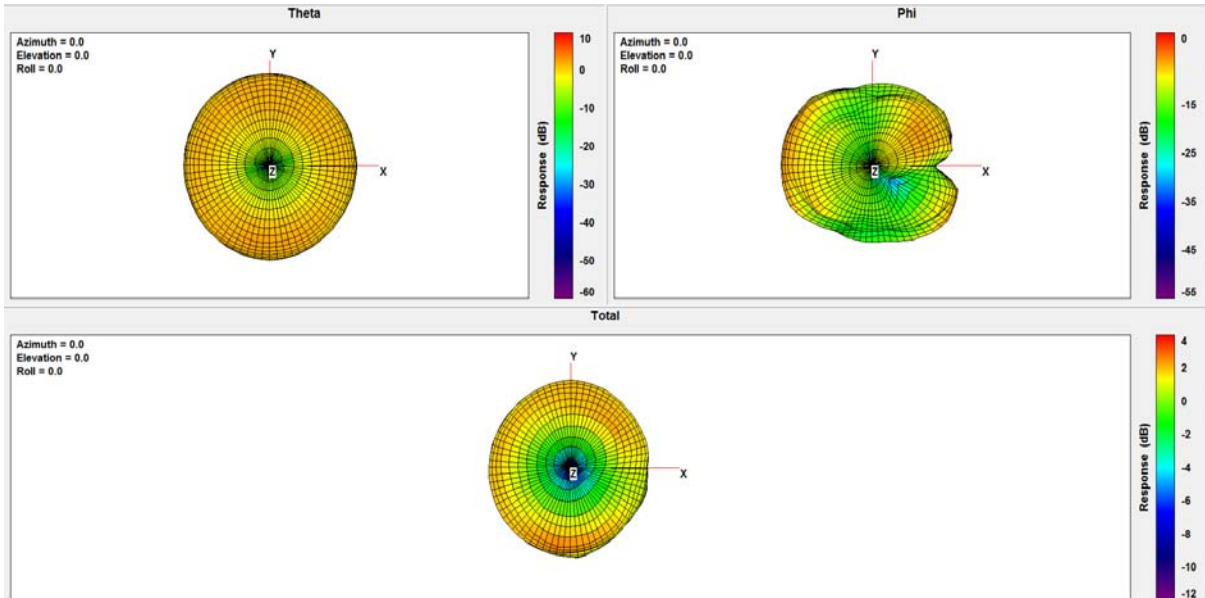 Theta
Azimuth = 0.0
Elevation = 0.0
Roll = 0.0
Y
X
Z
10
0
-10
-20
-30
-40
-50
-60
Response (dB)
Phi
Azimuth = 0.0
Elevation = 0.0
Roll = 0.0
Y
X
Z
0
-15
-25
-35
-45
-55
Response (dB)
Total
Azimuth = 0.0
Elevation = 0.0
Roll = 0.0
Y
X
Z
4
2
0
-2
-4
-6
-8
-10
-12
Response (dB)